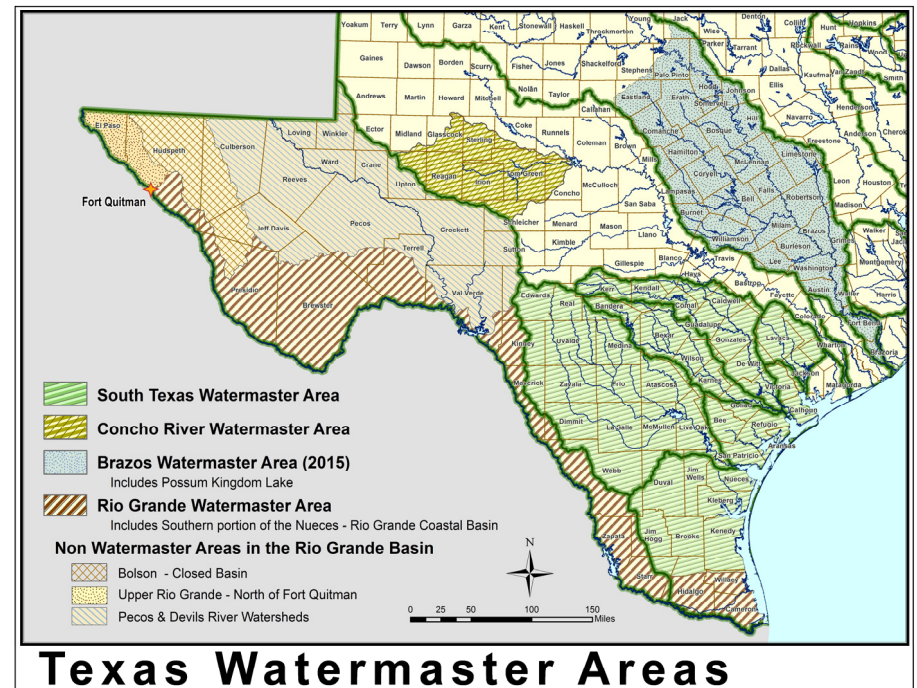 Yoakum Terry Lynn Garza Kent Stonewall Haskell Throckmorton Young Jack Wise Denton Collin Hunt Hopkins
Gaines Dawson Borden Scurry Fisher Jones Shackelford Stephens Palo Pinto Parker Tarrant Dallas Rockwall Kaufman Van Zandt Rains Wood Smith
Andrews Martin Howard Mitchell Nolan Taylor Callahan Eastland Erath Hood Somervell Johnson Ellis Henderson
El Paso Hudspeth Culberson Loving Winkler Ector Midland Glasscock Sterling Coke Runnels Coleman Brown Comanche Bosque Hill Navarro Freestone Anderson Cherok
Reeves Ward Crane Upton Reagan Irion Tom Green Concho McCulloch Mills Hamilton McLennan Limestone Leon Houston
Fort Quitman
Jeff Davis Pecos Crockett Schleicher Menard San Saba Lampasas Coryell Bell Falls Robertson Madison
Presidio Brewster Terrell Sutton Kimble Mason Llano Burnet Williamson Milam Brazos Grimes Walker
Val Verde Edwards Real Kerr Gillespie Blanco Hays Travis Bastrop Lee Burleson Washington Montgomery
Kinney Uvalde Bandera Kendall Comal Caldwell Fayette Austin Waller Harris
Medina Bexar Guadalupe Gonzales Lavaca Colorado Fort Bend Wharton Brazoria
Maverick Zavala Frio Atascosa Wilson Karnes De Witt Victoria Jackson Matagorda
Dimmit La Salle McMullen Live Oak Bee Goliad Refugio Calhoun
Webb Duval Jim Wells Nueces San Patricio Aransas
Zapata Jim Hogg Brooks Kenedy Kleberg
Starr Hidalgo Willacy Cameron
South Texas Watermaster Area
Concho River Watermaster Area
Brazos Watermaster Area (2015)
Includes Possum Kingdom Lake
Rio Grande Watermaster Area
Includes Southern portion of the Nueces - Rio Grande Coastal Basin
Non Watermaster Areas in the Rio Grande Basin
Bolson - Closed Basin
Upper Rio Grande - North of Fort Quitman
Pecos & Devils River Watersheds
N
0 25 50 100 150
Miles
Texas Watermaster Areas